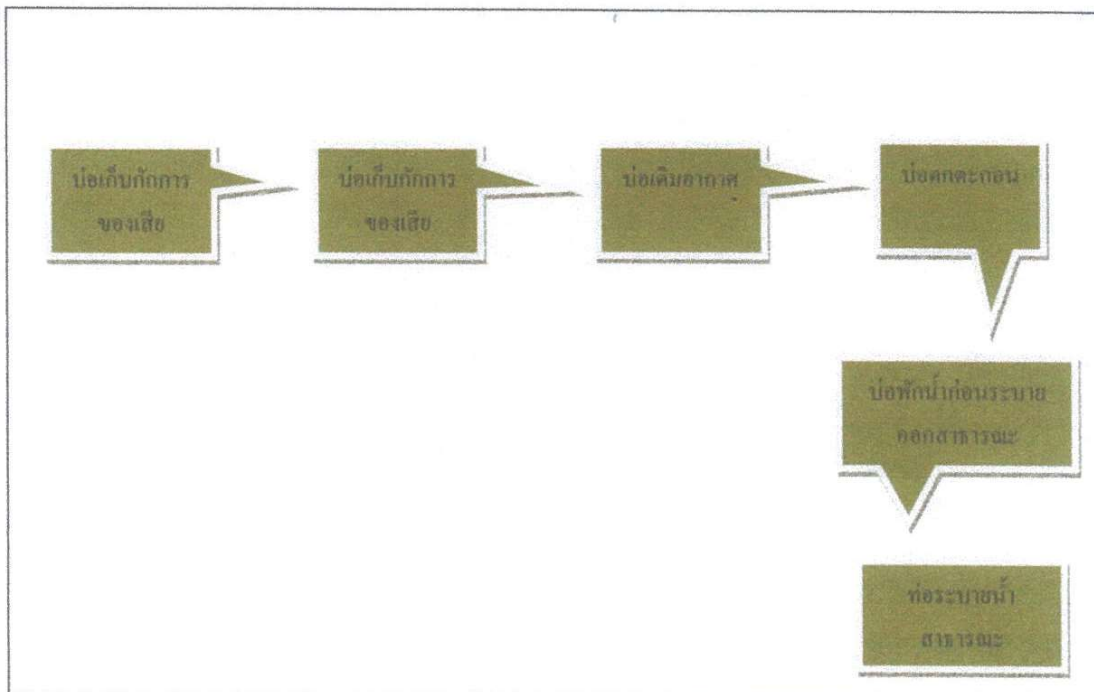 บ่อเก็บกักการ
ของเสีย
บ่อเก็บกักการ
ของเสีย
บ่อเติมอากาศ
บ่อตกตะกอน
บ่อพักน้ำก่อนระบาย
ออกสาธารณะ
ท่อระบายน้ำ
สาธารณะ